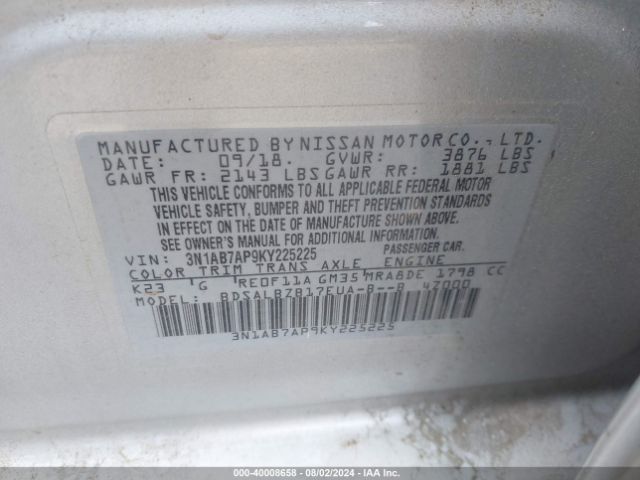 MANUFACTURED BY NISSAN MOTOR CO., LTD.
DATE: 09/18. GVWR: 3876 LBS
GAWR FR: 2143 LBS GAWR RR: 1881 LBS
THIS VEHICLE CONFORMS TO ALL APPLICABLE FEDERAL MOTOR
VEHICLE SAFETY, BUMPER AND THEFT PREVENTION STANDARDS
IN EFFECT ON THE DATE OF MANUFACTURE SHOWN ABOVE.
SEE OWNER'S MANUAL FOR ADDITIONAL INFORMATION.
VIN: 3N1AB7AP9KY225225 PASSENGER CAR.
COLOR TRIM TRANS AXLE ENGINE
K23 G RE0F11A GM35 MRA8DE 1798 CC
MODEL: BDSALBZB17EUA-B--B 42000
3N1AB7AP9KY225225
000-40008658 - 08/02/2024 - IAA Inc.